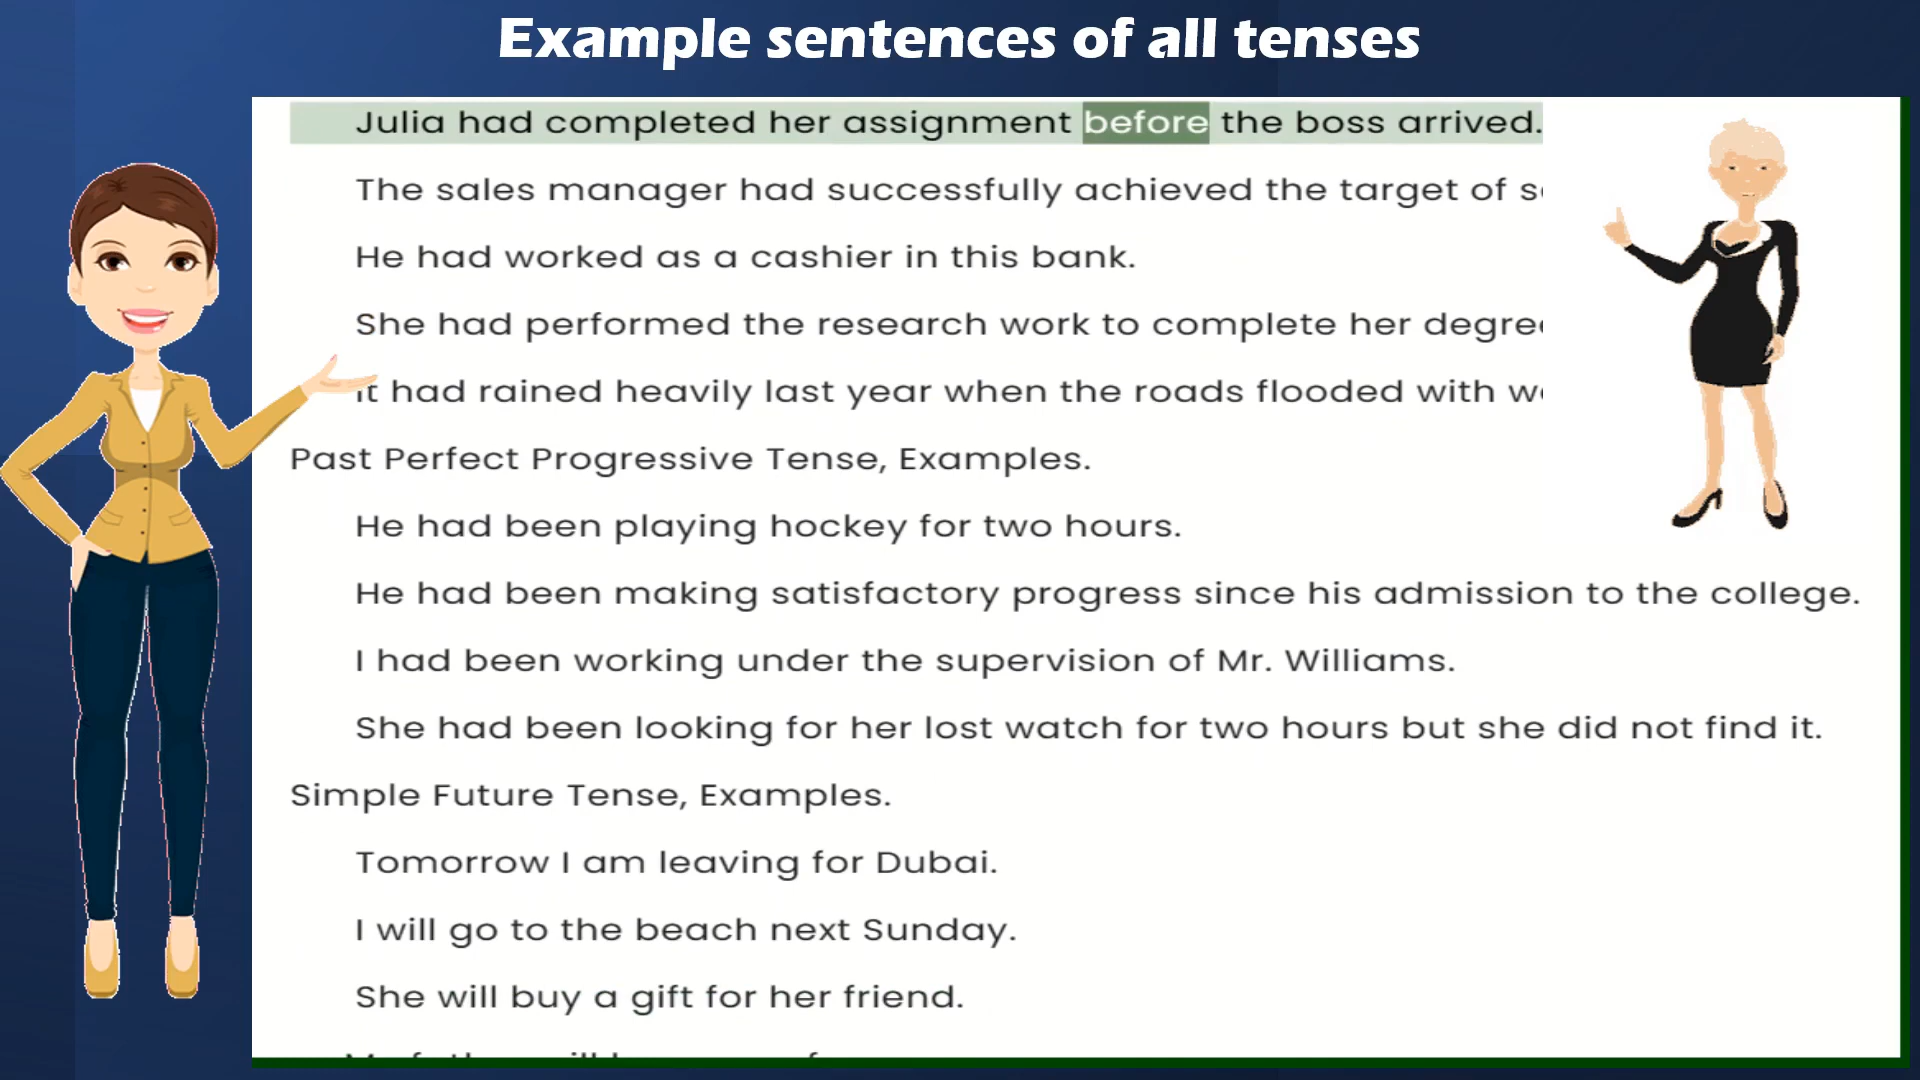 Example sentences of all tenses
Julia had completed her assignment before the boss arrived.
The sales manager had successfully achieved the target of
He had worked as a cashier in this bank.
She had performed the research work to complete her
It had rained heavily last year when the roads flooded with
Past Perfect Progressive Tense, Examples.
He had been playing hockey for two hours.
He had been making satisfactory progress since his admission to the college.
I had been working under the supervision of Mr. Williams.
She had been looking for her lost watch for two hours but she did not find it.
Simple Future Tense, Examples.
Tomorrow I am leaving for Dubai.
I will go to the beach next Sunday.
She will buy a gift for her friend.